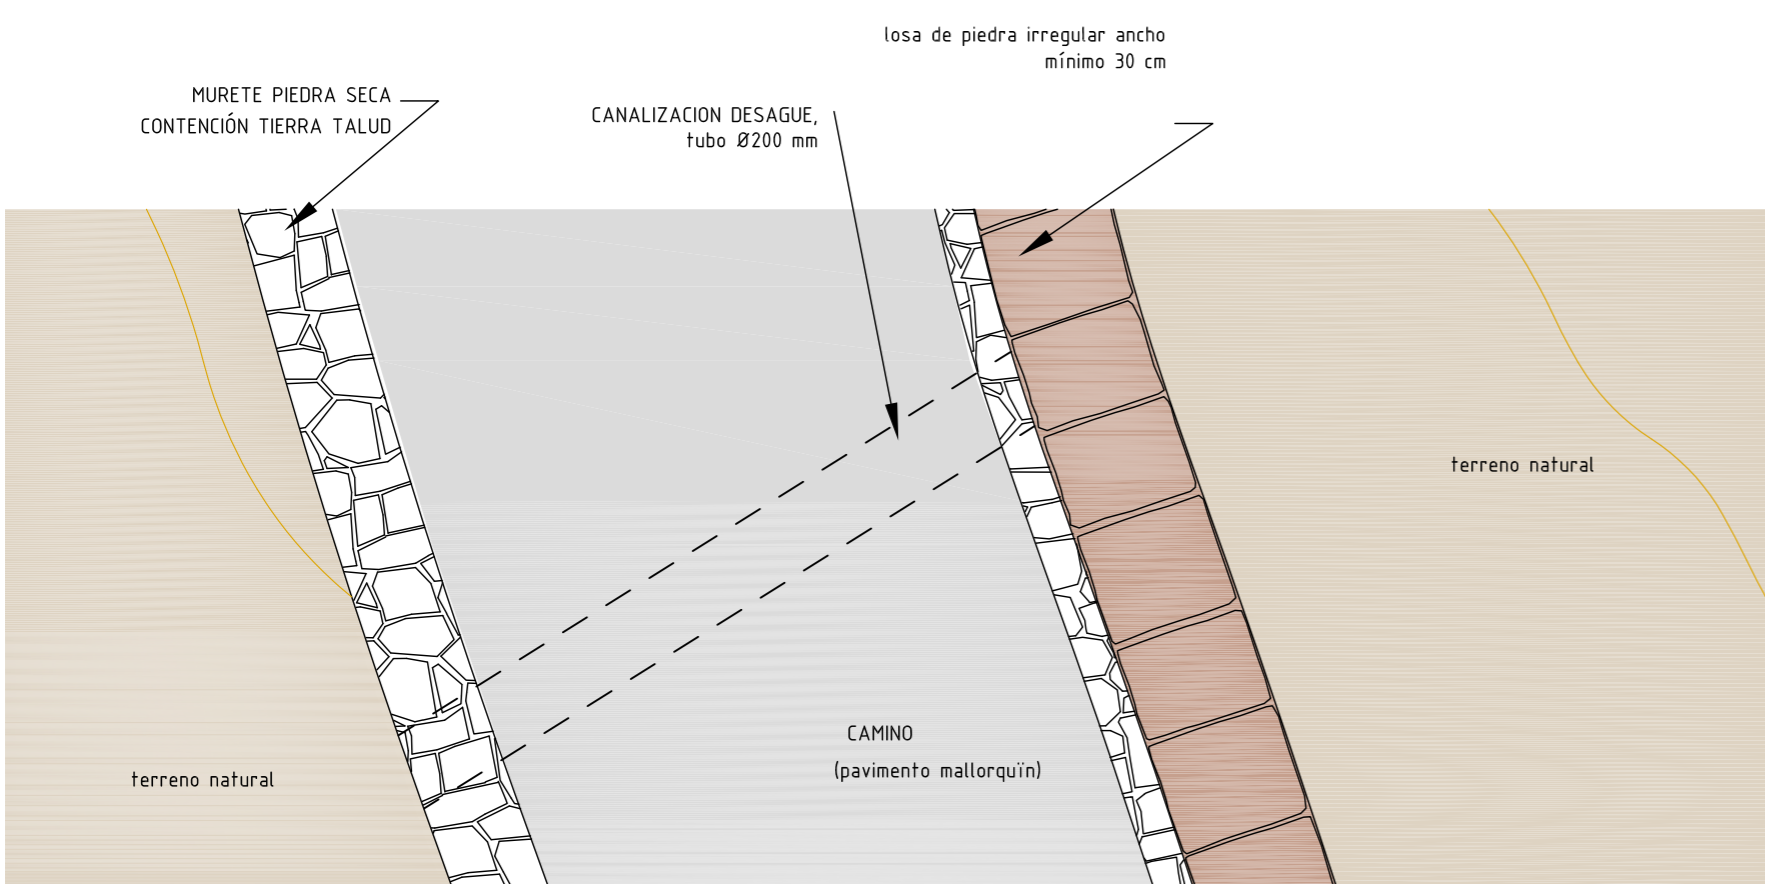 losa de piedra irregular ancho
mínimo 30 cm
MURETE PIEDRA SECA
CONTENCIÓN TIERRA TALUD
CANALIZACION DESAGUE,
tubo Ø200 mm
terreno natural
CAMINO
(pavimento mallorquïn)
terreno natural